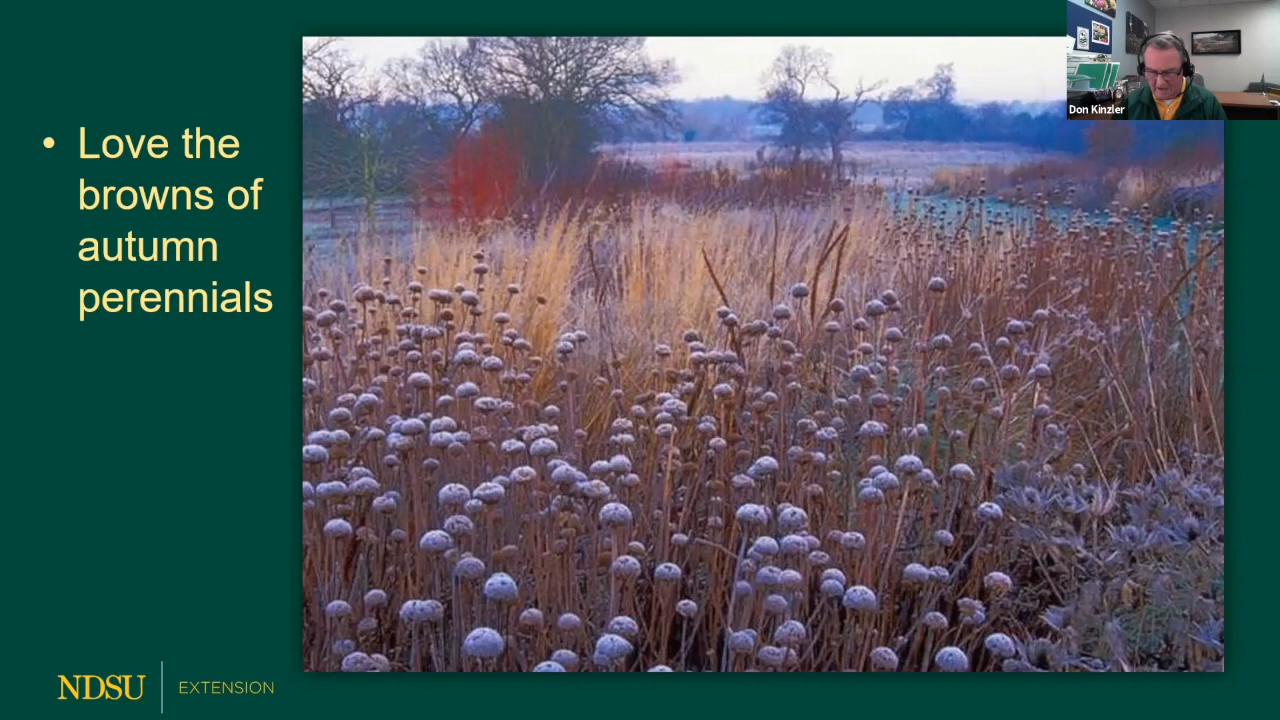 • Love the
browns of
autumn
perennials
Don Kinzler
NDSU
EXTENSION